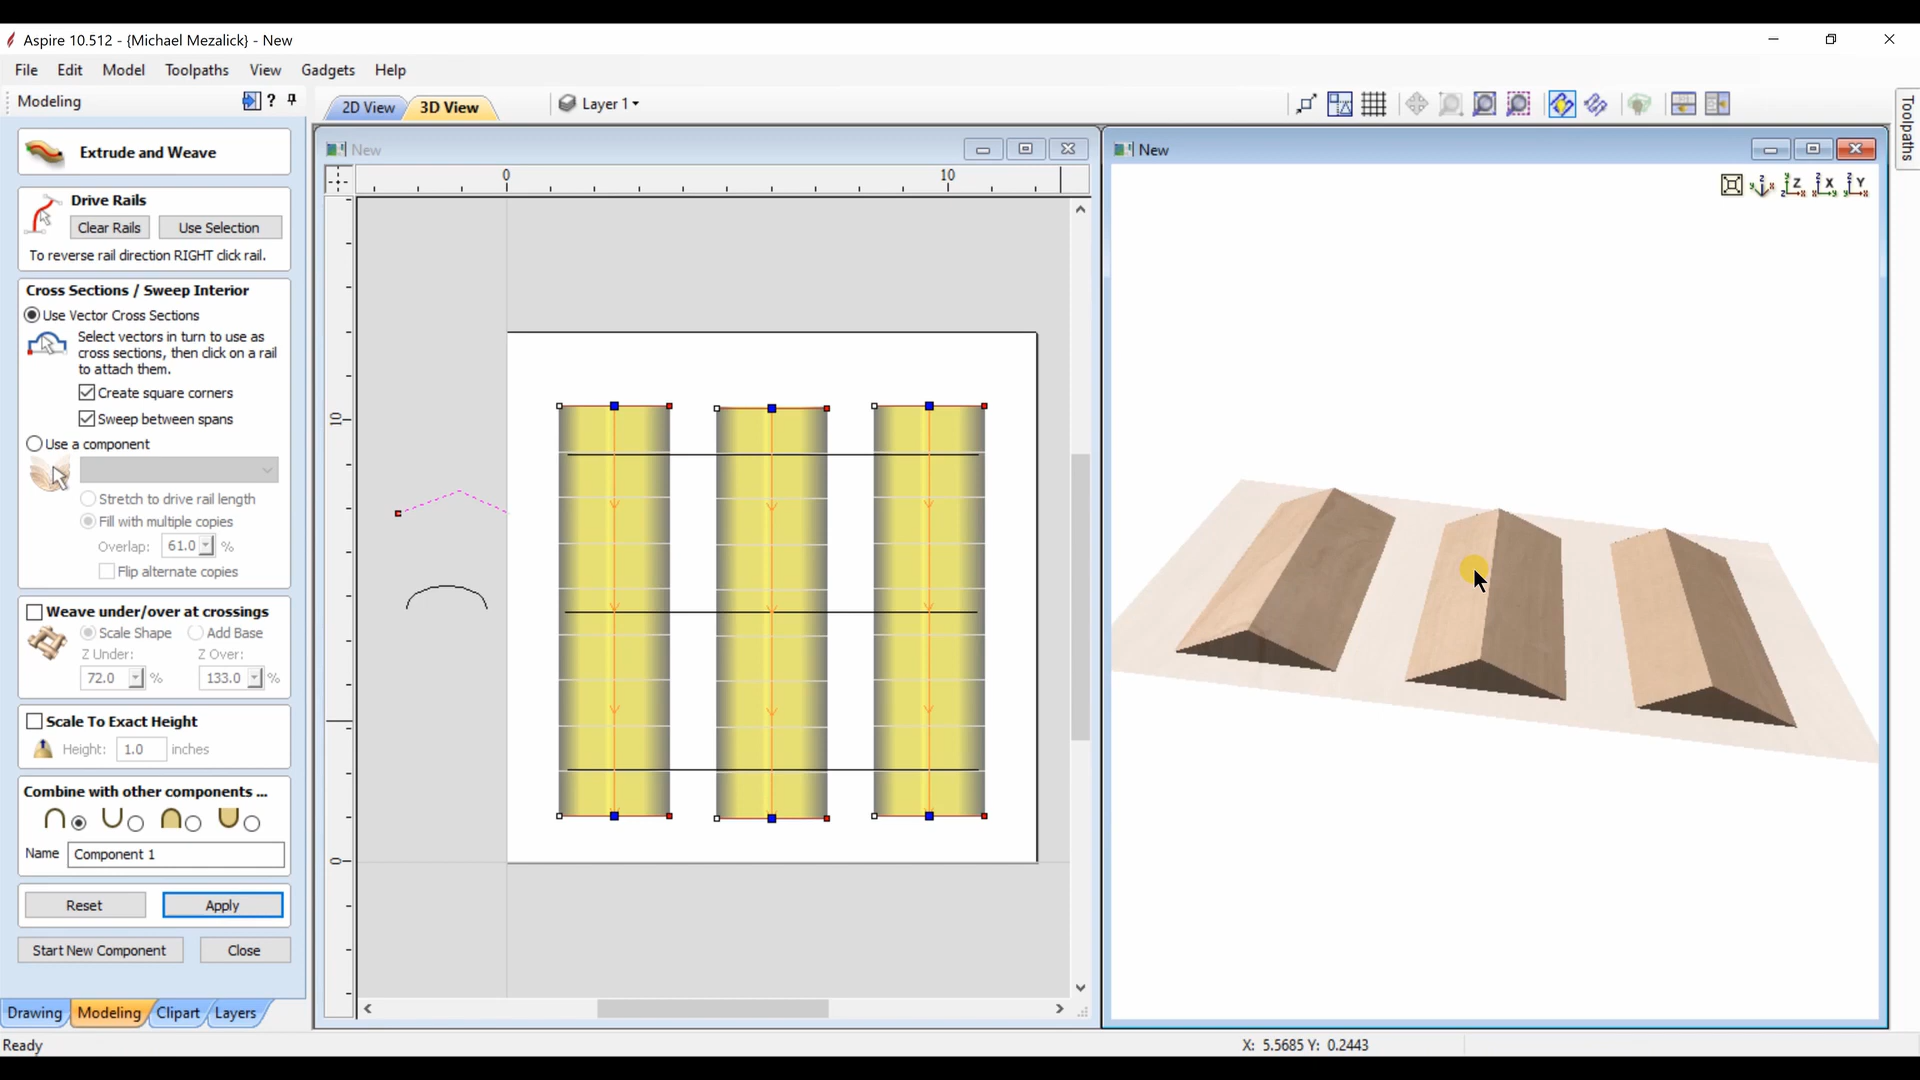 Aspire 10.512 - {Michael Mezalick} - New
File Edit Model Toolpaths View Gadgets Help
Modeling ?
2D View 3D View Layer 1
Toolpaths
Extrude and Weave
New
New
0 10
Z X Y
Drive Rails
Clear Rails Use Selection
To reverse rail direction RIGHT click rail.
Cross Sections / Sweep Interior
Use Vector Cross Sections
Select vectors in turn to use as
cross sections, then click on a rail
to attach them.
Create square corners
Sweep between spans
10
Use a component
Stretch to drive rail length
Fill with multiple copies
Overlap: 61.0 %
Flip alternate copies
Weave under/over at crossings
Scale Shape Add Base
Z Under: Z Over:
72.0 % 133.0 %
Scale To Exact Height
Height: 1.0 inches
Combine with other components ...
Name Component 1
0
Reset Apply
Start New Component Close
Drawing Modeling Clipart Layers
Ready X: 5.5685 Y: 0.2443